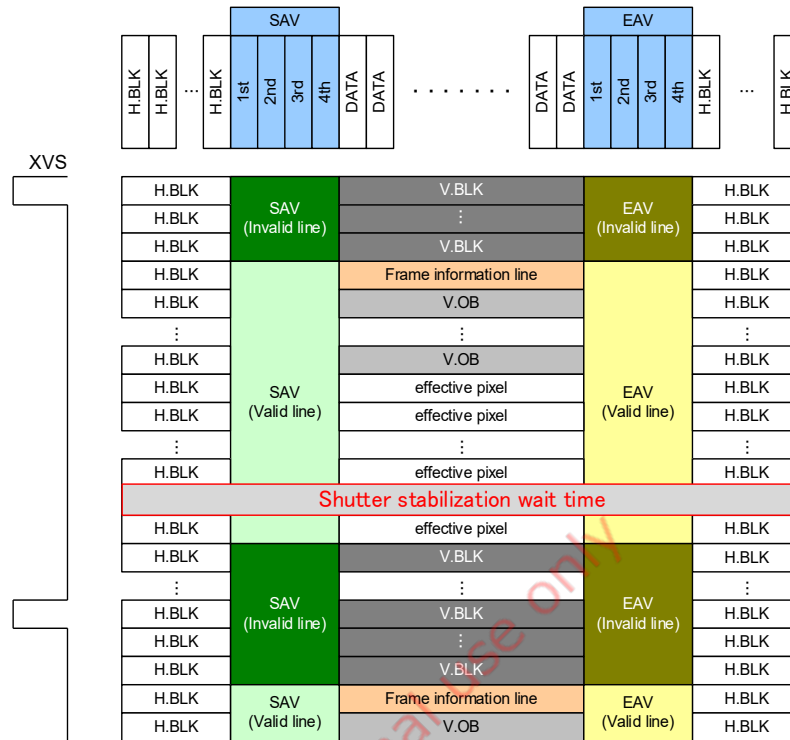 SAV EAV
H.BLK H.BLK ... H.BLK 1st 2nd 3rd 4th DATA DATA ....... DATA DATA 1st 2nd 3rd 4th H.BLK ... H.BLK
XVS
H.BLK V.BLK H.BLK
H.BLK SAV (Invalid line) ⋮ EAV (Invalid line) H.BLK
H.BLK V.BLK H.BLK
H.BLK Frame information line H.BLK
H.BLK V.OB H.BLK
⋮ ⋮ ⋮
H.BLK V.OB H.BLK
H.BLK SAV (Valid line) effective pixel EAV (Valid line) H.BLK
H.BLK effective pixel H.BLK
⋮ ⋮ ⋮
H.BLK effective pixel H.BLK
Shutter stabilization wait time
H.BLK effective pixel H.BLK
H.BLK V.BLK H.BLK
⋮ ⋮ ⋮
H.BLK SAV (Invalid line) V.BLK EAV (Invalid line) H.BLK
H.BLK ⋮ H.BLK
H.BLK V.BLK H.BLK
H.BLK SAV (Valid line) Frame information line EAV (Valid line) H.BLK
H.BLK V.OB H.BLK
use only